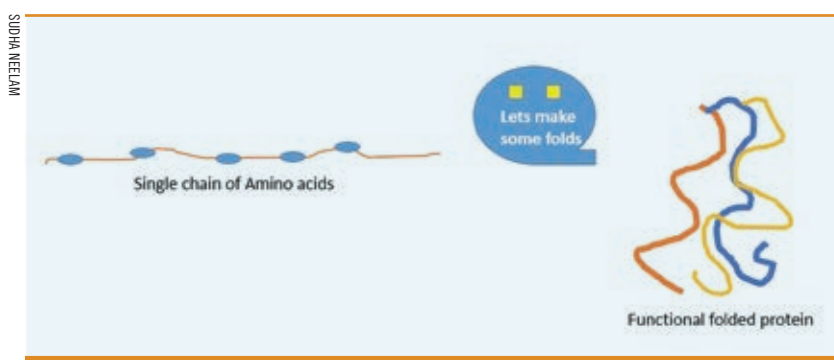 SUDHA NEELAM
Lets make
some folds
Single chain of Amino acids
Functional folded protein